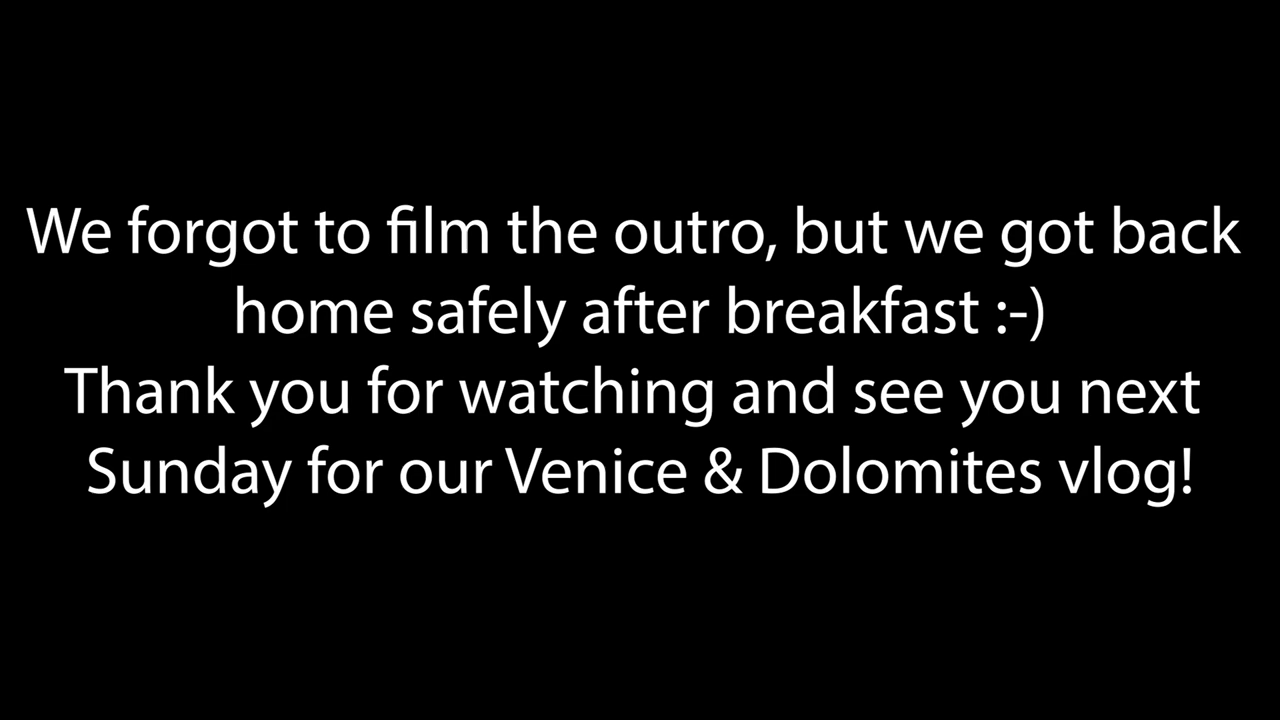 We forgot to film the outro, but we got back
home safely after breakfast :-)
Thank you for watching and see you next
Sunday for our Venice & Dolomites vlog!